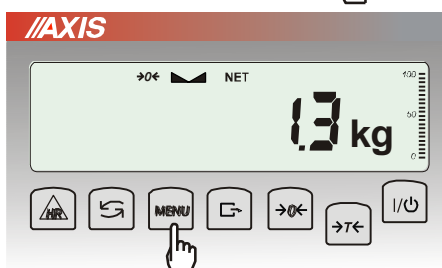 //AXIS
→0← NET 100
1.3 kg 50
0
HR MENU →0← →T← I/